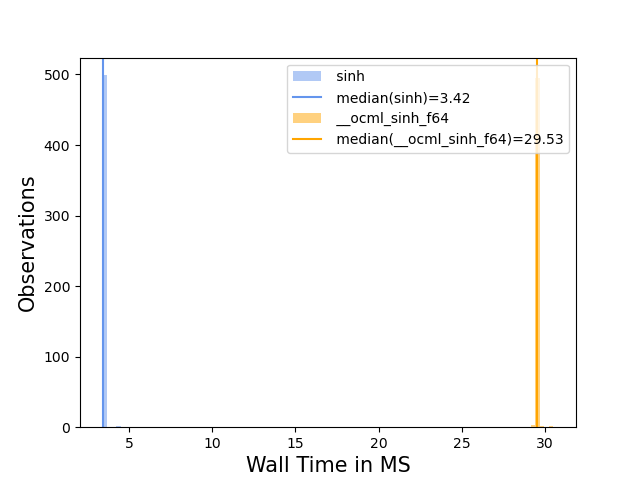 sinh
median(sinh)=3.42
__ocml_sinh_f64
median(__ocml_sinh_f64)=29.53
500
400
300
200
100
0
Observations
5 10 15 20 25 30
Wall Time in MS